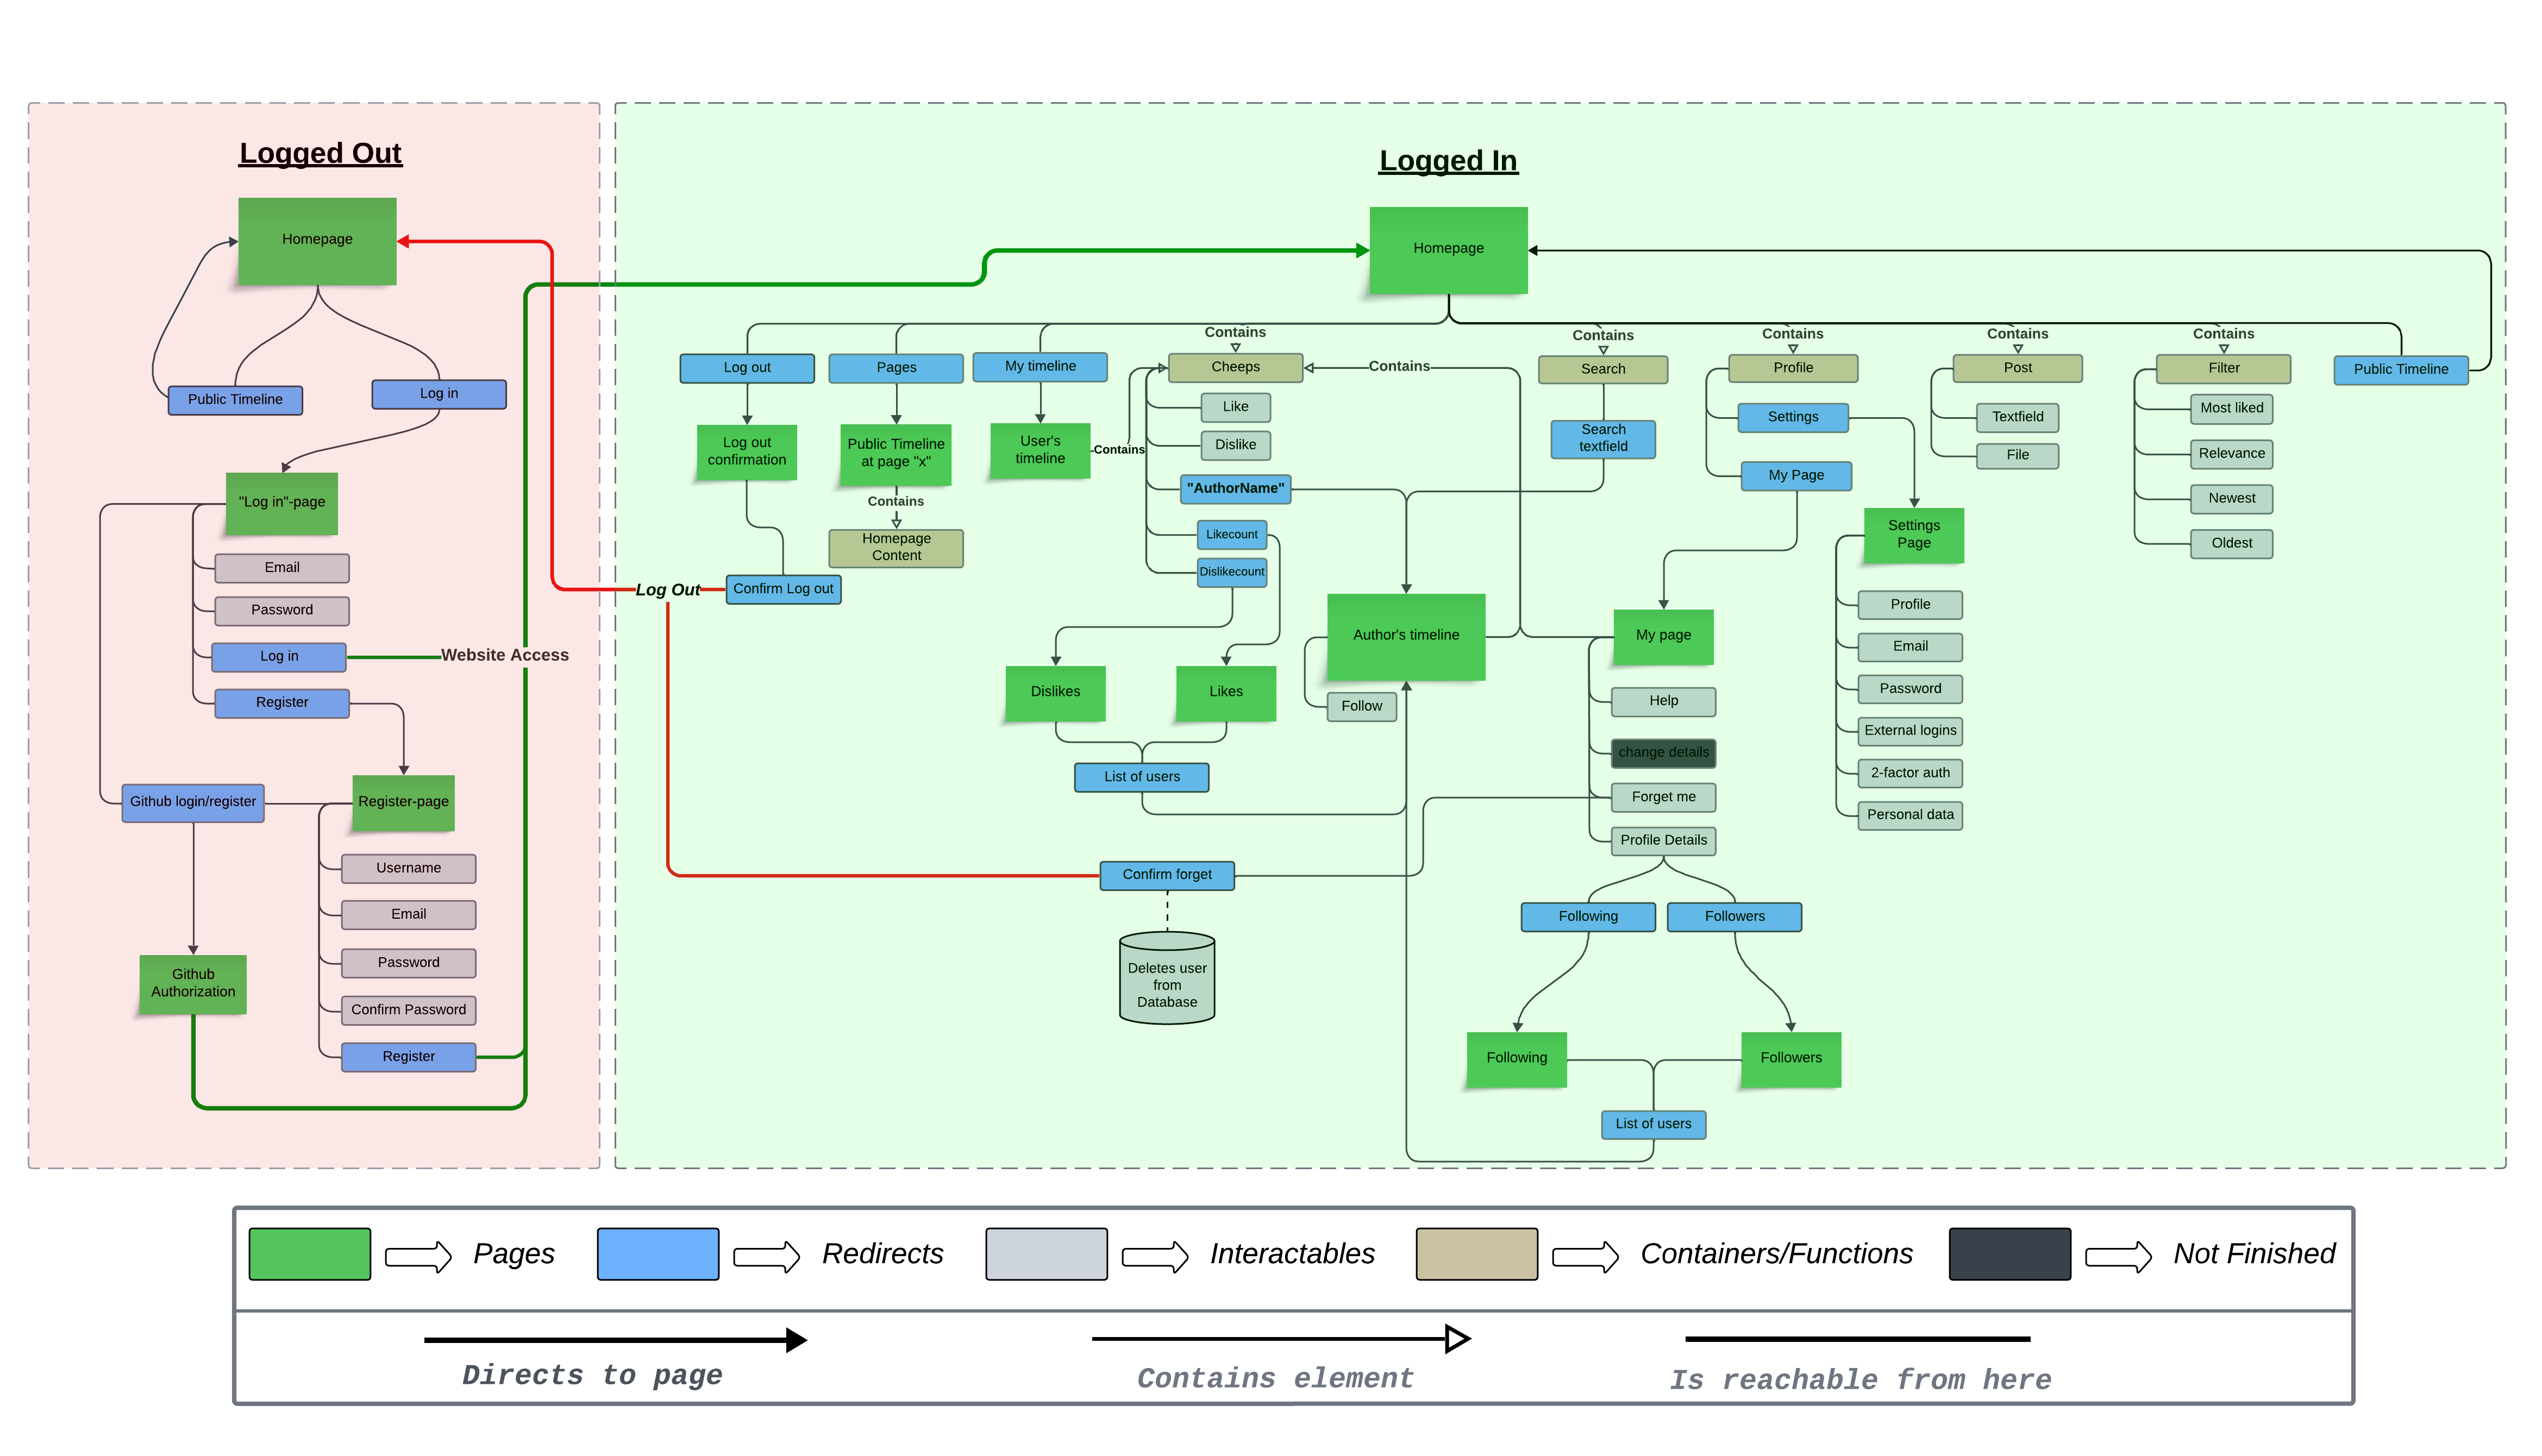 Logged Out
Homepage
Public Timeline
Log in
"Log in"-page
Email
Password
Log in
Website Access
Register
Github login/register
Register-page
Username
Email
Password
Confirm Password
Register
Github
Authorization
Logged In
Homepage
Log out
Pages
My timeline
Contains
Cheeps
Contains
Contains
Search
Contains
Profile
Contains
Post
Contains
Filter
Public Timeline
Log out
confirmation
Public Timeline
at page "x"
User's
timeline
Contains
Like
Dislike
"AuthorName"
Likecount
Dislikecount
Search
textfield
Settings
My Page
Textfield
File
Most liked
Relevance
Newest
Oldest
Contains
Homepage
Content
Settings
Page
Log Out
Confirm Log out
Profile
Email
Password
External logins
2-factor auth
Personal data
Dislikes
Likes
Author's timeline
Follow
My page
Help
change details
Forget me
Profile Details
List of users
Confirm forget
Deletes user
from
Database
Following
Followers
Following
Followers
List of users
Pages
Redirects
Interactables
Containers/Functions
Not Finished
Directs to page
Contains element
Is reachable from here